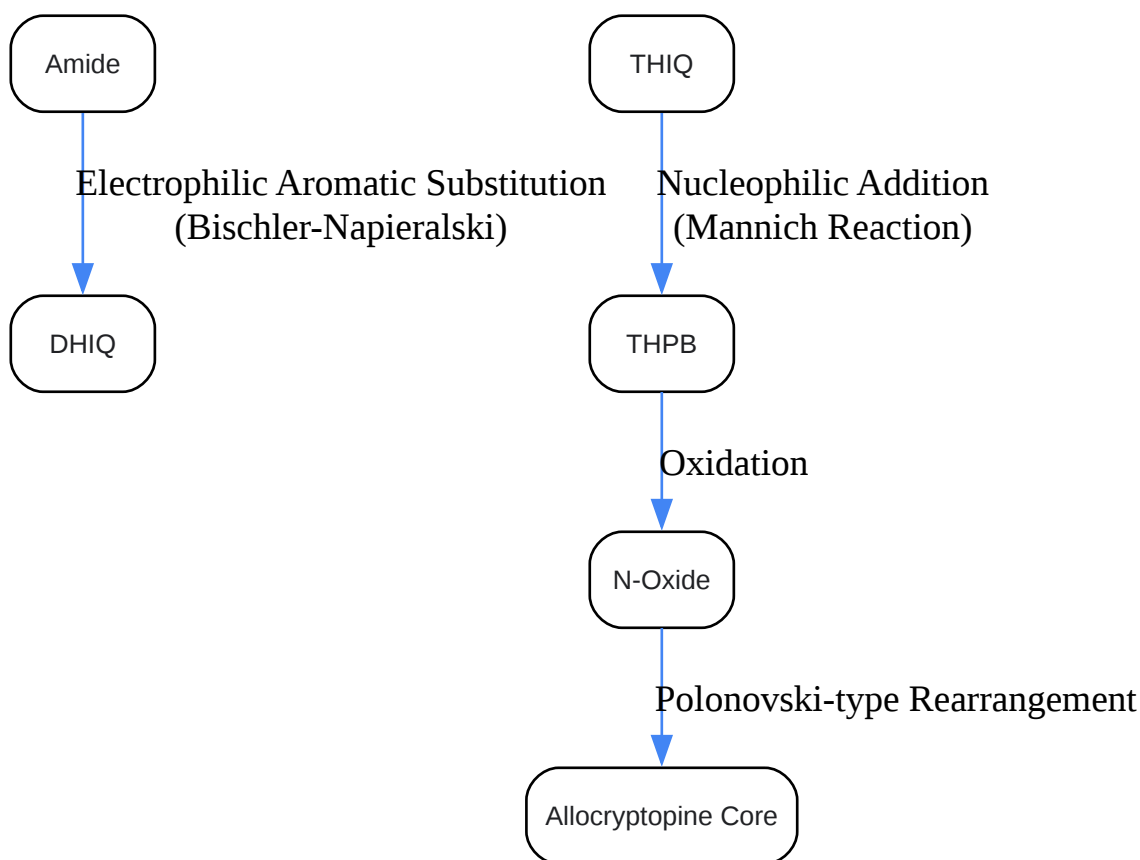 Amide
THIQ
Electrophilic Aromatic Substitution
(Bischler-Napieralski)
Nucleophilic Addition
(Mannich Reaction)
DHIQ
THPB
Oxidation
N-Oxide
Polonovski-type Rearrangement
Allocryptopine Core